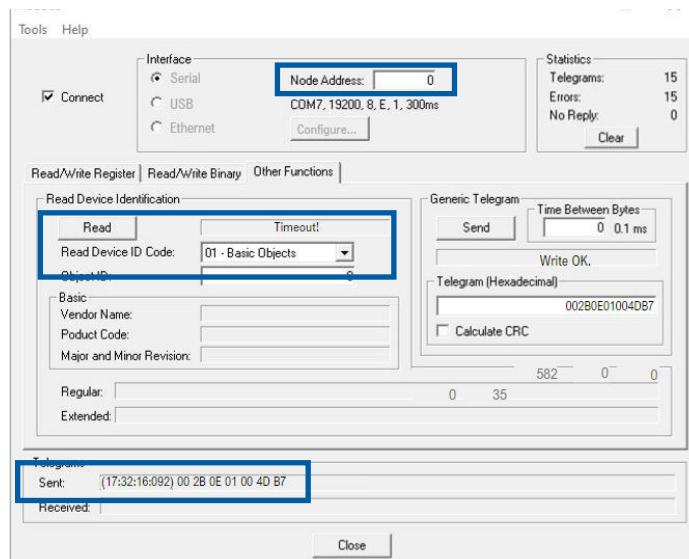 Tools Help
Interface
Statistics
Serial
Node Address: 0
Telegrams: 15
Connect
USB
COM7, 19200, 8, E, 1, 300ms
Errors: 15
No Reply: 0
Ethernet
Configure...
Clear
Read/Write Register Read/Write Binary Other Functions
Read Device Identification
Generic Telegram
Read Timeout!
Send
Time Between Bytes
0 0.1 ms
Read Device ID Code: 01 - Basic Objects
Write OK.
Object ID: 0
Telegram (Hexadecimal)
Basic
002B0E01004DB7
Vendor Name:
Poduct Code:
Calculate CRC
Major and Minor Revision:
582 0 0
Regular:
0 35
Extended:
Telegrams
Sent: (17:32:16:092) 00 2B 0E 01 00 4D B7
Received:
Close